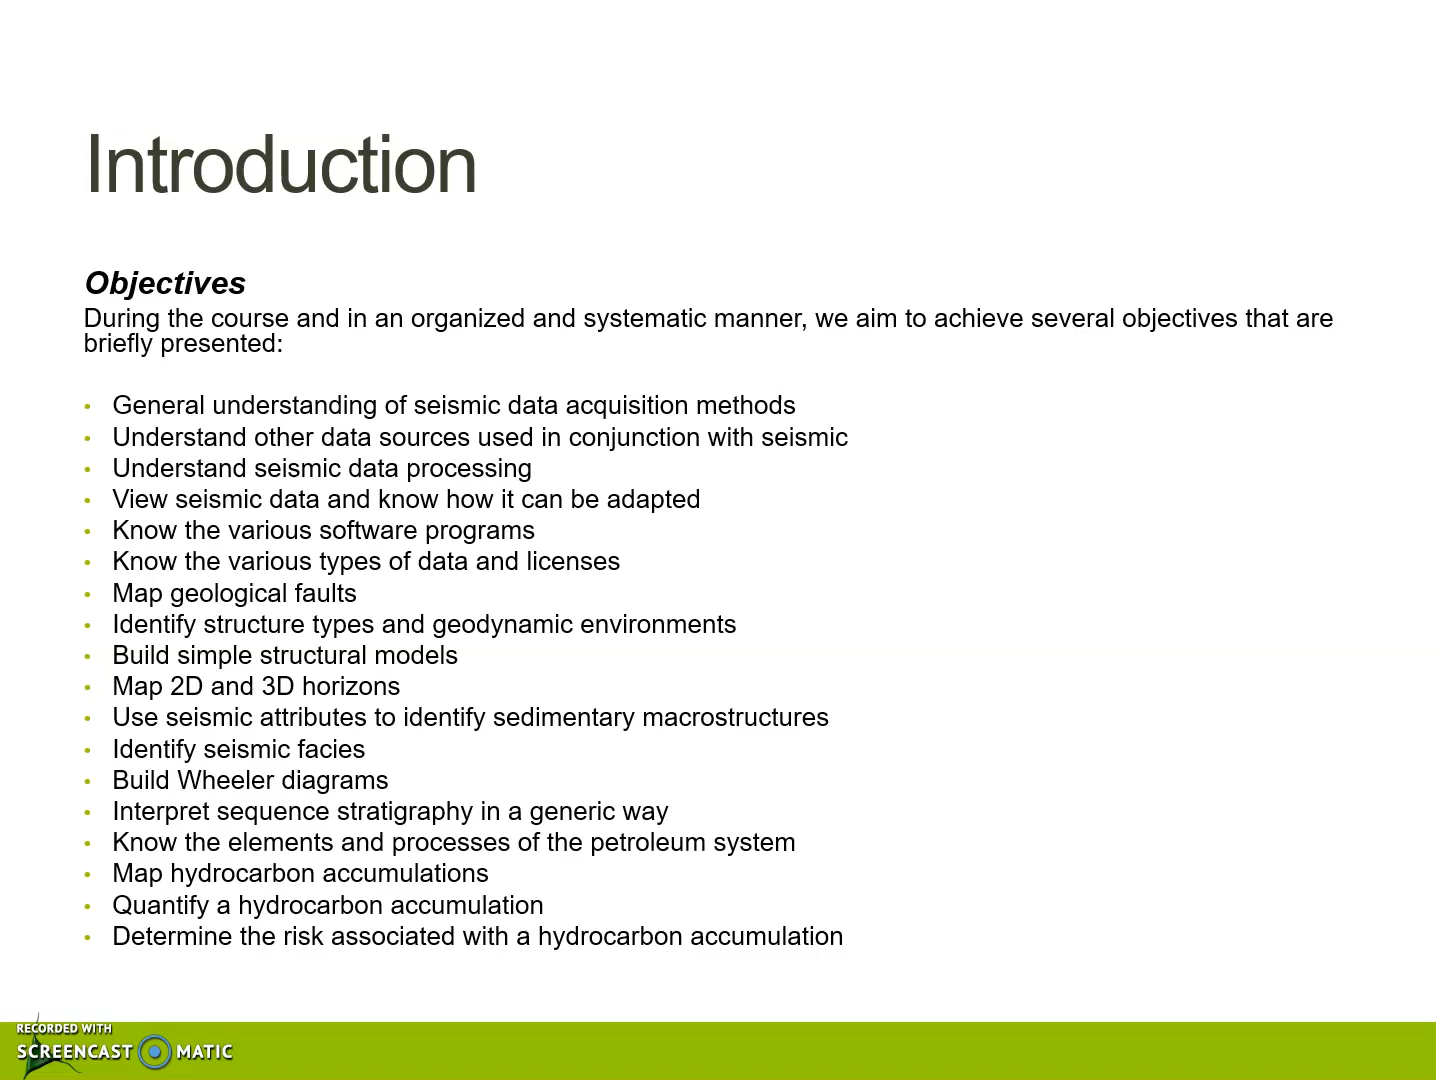 Introduction
Objectives
During the course and in an organized and systematic manner, we aim to achieve several objectives that are
briefly presented:
• General understanding of seismic data acquisition methods
• Understand other data sources used in conjunction with seismic
• Understand seismic data processing
• View seismic data and know how it can be adapted
• Know the various software programs
• Know the various types of data and licenses
• Map geological faults
• Identify structure types and geodynamic environments
• Build simple structural models
• Map 2D and 3D horizons
• Use seismic attributes to identify sedimentary macrostructures
• Identify seismic facies
• Build Wheeler diagrams
• Interpret sequence stratigraphy in a generic way
• Know the elements and processes of the petroleum system
• Map hydrocarbon accumulations
• Quantify a hydrocarbon accumulation
• Determine the risk associated with a hydrocarbon accumulation
RECORDED WITH
SCREENCAST MATIC